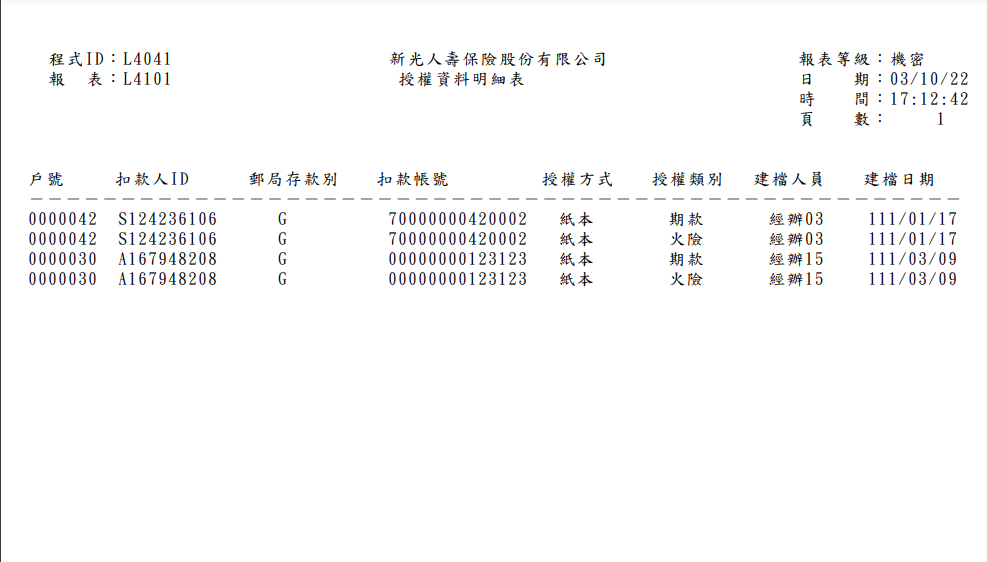 程式ID：L4041 新光人壽保險股份有限公司 報表等級：機密
報　表：L4101 授權資料明細表 日　　期：03/10/22
時　　間：17:12:42
頁　　數：　　　1
戶號 扣款人ID 郵局存款別 扣款帳號 授權方式 授權類別 建檔人員 建檔日期
0000042 S124236106 G 70000000420002 紙本 期款 經辦03 111/01/17
0000042 S124236106 G 70000000420002 紙本 火險 經辦03 111/01/17
0000030 A167948208 G 00000000123123 紙本 期款 經辦15 111/03/09
0000030 A167948208 G 00000000123123 紙本 火險 經辦15 111/03/09